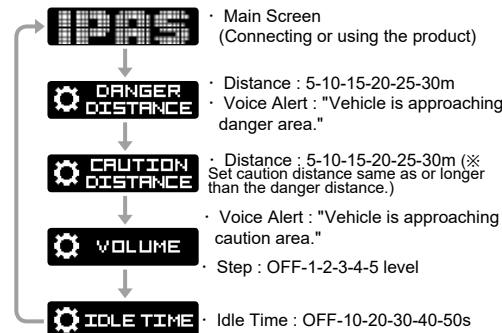 IPAS
· Main Screen
(Connecting or using the product)
DANGER
DISTANCE
· Distance : 5-10-15-20-25-30m
· Voice Alert : "Vehicle is approaching
danger area."
CAUTION
DISTANCE
· Distance : 5-10-15-20-25-30m (※
Set caution distance same as or longer
than the danger distance.)
· Voice Alert : "Vehicle is approaching
caution area."
VOLUME
· Step : OFF-1-2-3-4-5 level
IDLE TIME
· Idle Time : OFF-10-20-30-40-50s